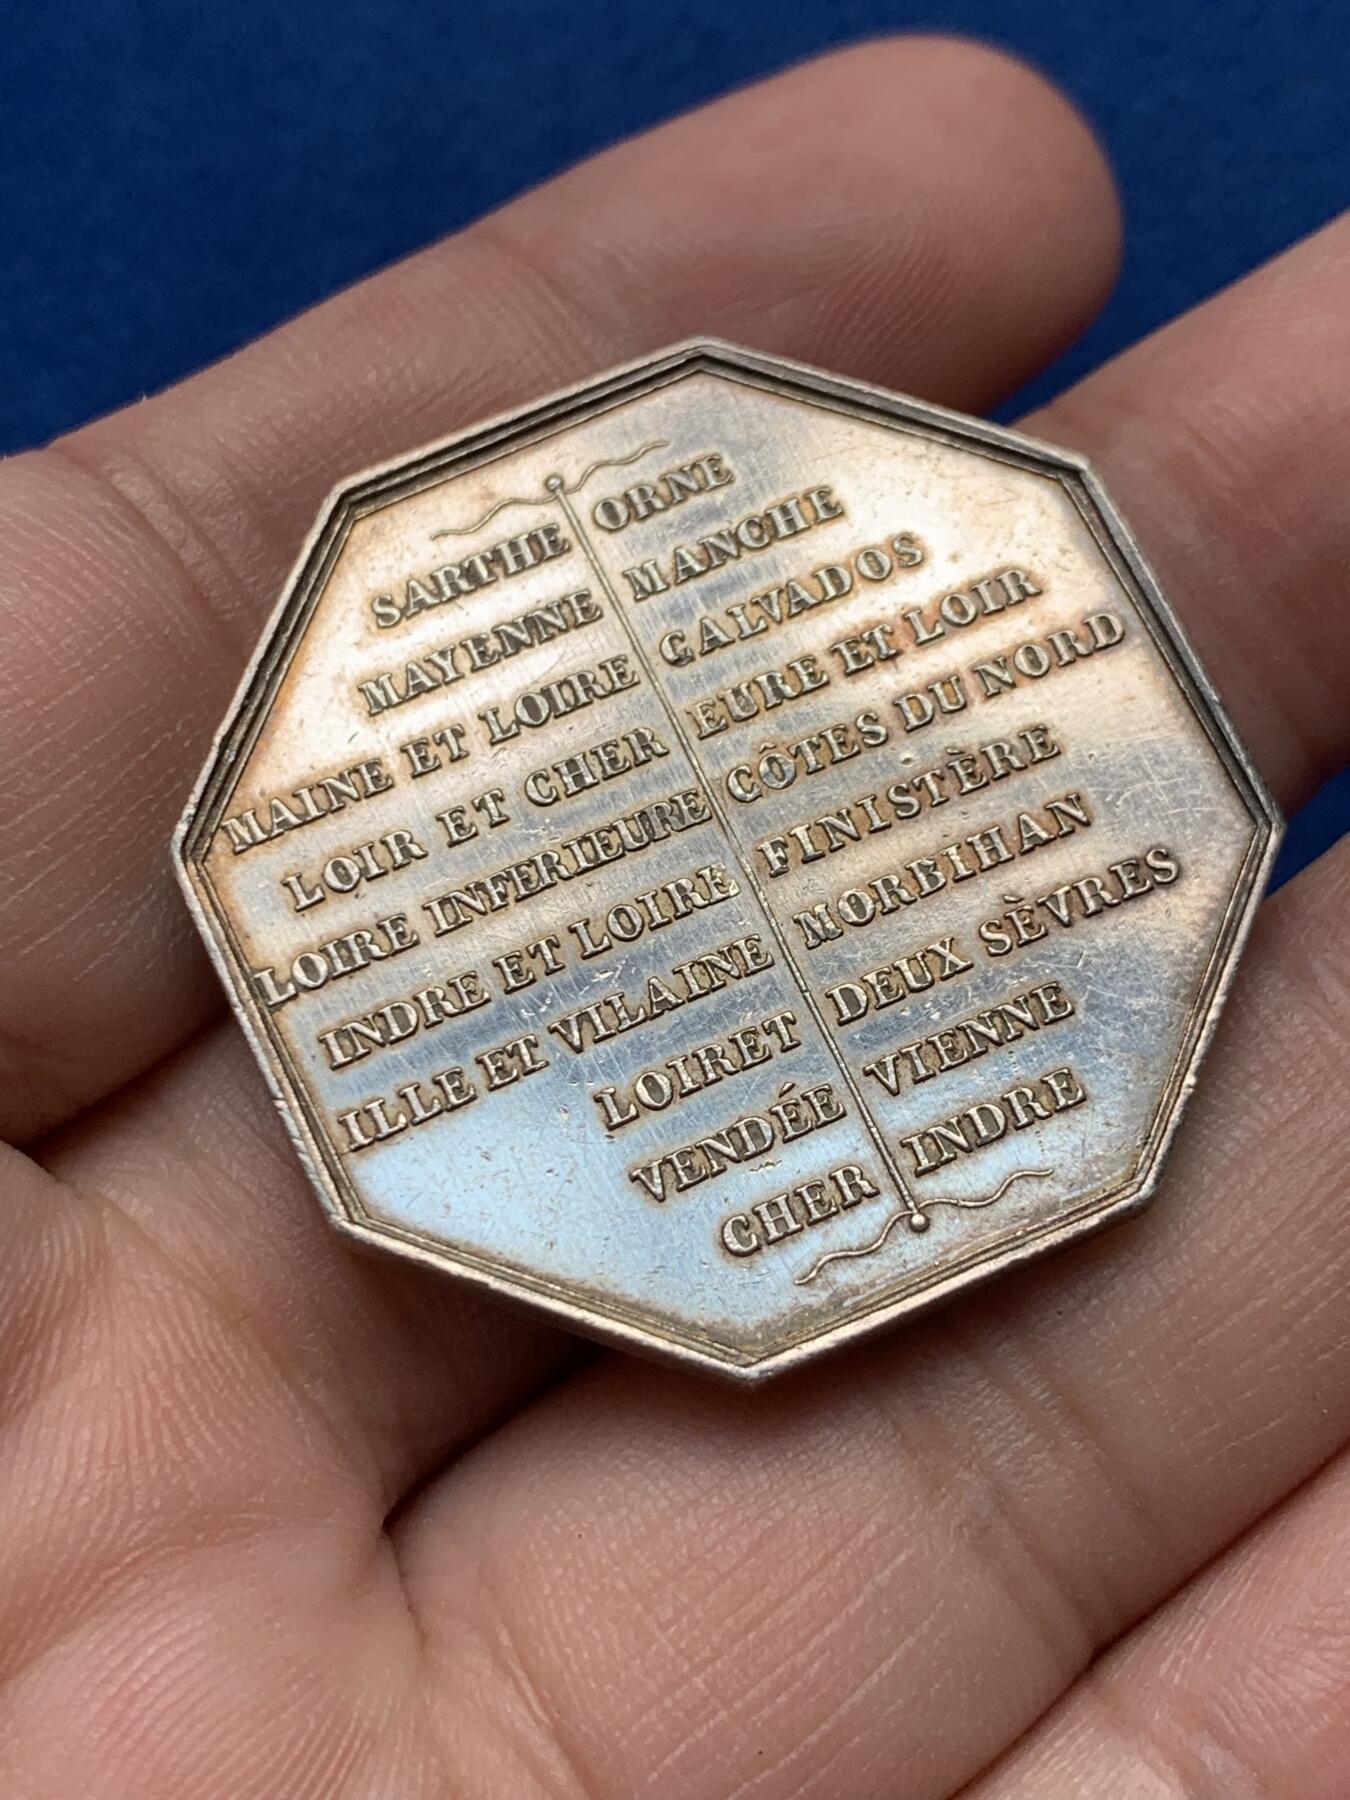 SARTHE
MAYENNE
MAINE ET LOIRE
LOIR ET CHER
LOIRE INFERIEURE
INDRE ET LOIRE
ILLE ET VILAINE
LOIRET
VENDÉE
CHER
ORNE
MANCHE
CALVADOS
EURE ET LOIR
CÔTES DU NORD
FINISTÈRE
MORBIHAN
DEUX SÈVRES
VIENNE
INDRE